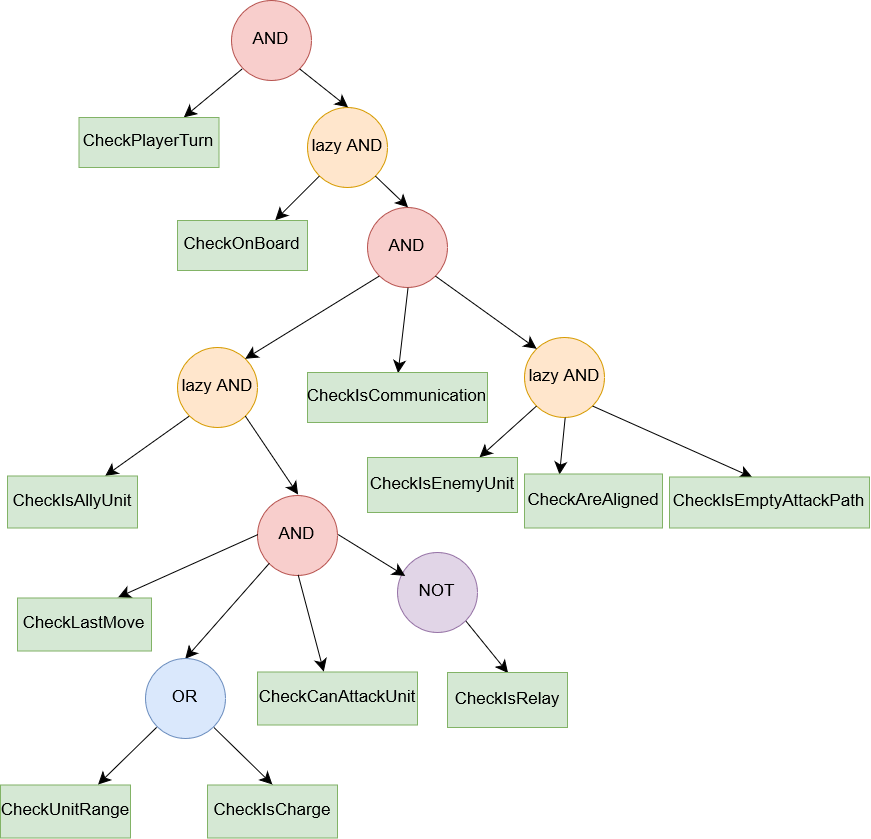 AND
CheckPlayerTurn
lazy AND
CheckOnBoard
AND
lazy AND
CheckIsCommunication
lazy AND
CheckIsAllyUnit
CheckIsEnemyUnit
CheckAreAligned
CheckIsEmptyAttackPath
AND
NOT
CheckLastMove
OR
CheckCanAttackUnit
CheckIsRelay
CheckUnitRange
CheckIsCharge